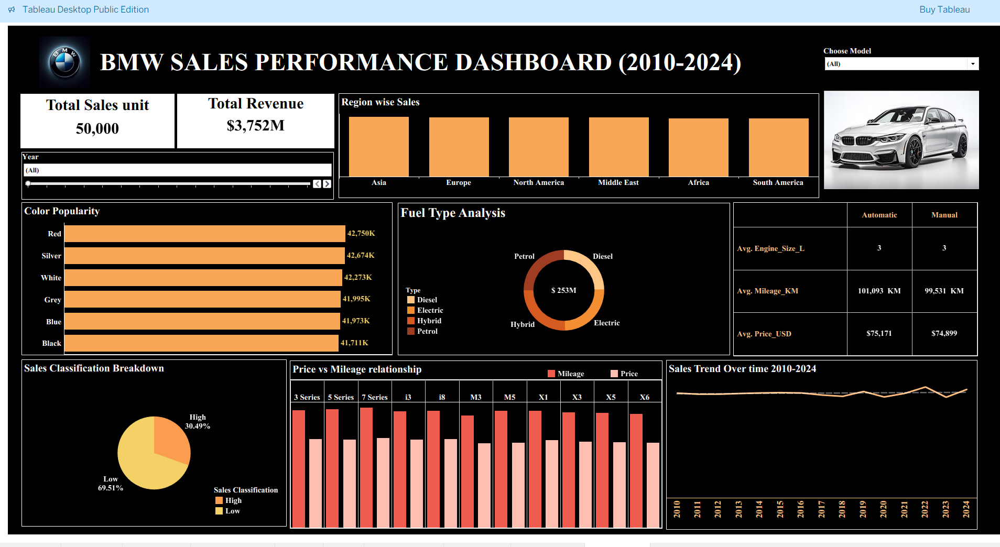 Tableau Desktop Public Edition
Buy Tableau
BMW
BMW SALES PERFORMANCE DASHBOARD (2010-2024)
Choose Model
(All)
Total Sales unit
50,000
Total Revenue
$3,752M
Year
(All)
Region wise Sales
Asia
Europe
North America
Middle East
Africa
South America
Color Popularity
Red
42,750K
Silver
42,674K
White
42,273K
Grey
41,995K
Blue
41,973K
Black
41,711K
Fuel Type Analysis
Petrol
Diesel
$ 253M
Hybrid
Electric
Type
Diesel
Electric
Hybrid
Petrol
Automatic
Manual
Avg. Engine_Size_L
3
3
Avg. Mileage_KM
101,093 KM
99,531 KM
Avg. Price_USD
$75,171
$74,899
Sales Classification Breakdown
High
30.49%
Low
69.51%
Sales Classification
High
Low
Price vs Mileage relationship
Mileage
Price
3 Series
5 Series
7 Series
i3
i8
M3
M5
X1
X3
X5
X6
Sales Trend Over time 2010-2024
2010
2011
2012
2013
2014
2015
2016
2017
2018
2019
2020
2021
2022
2023
2024